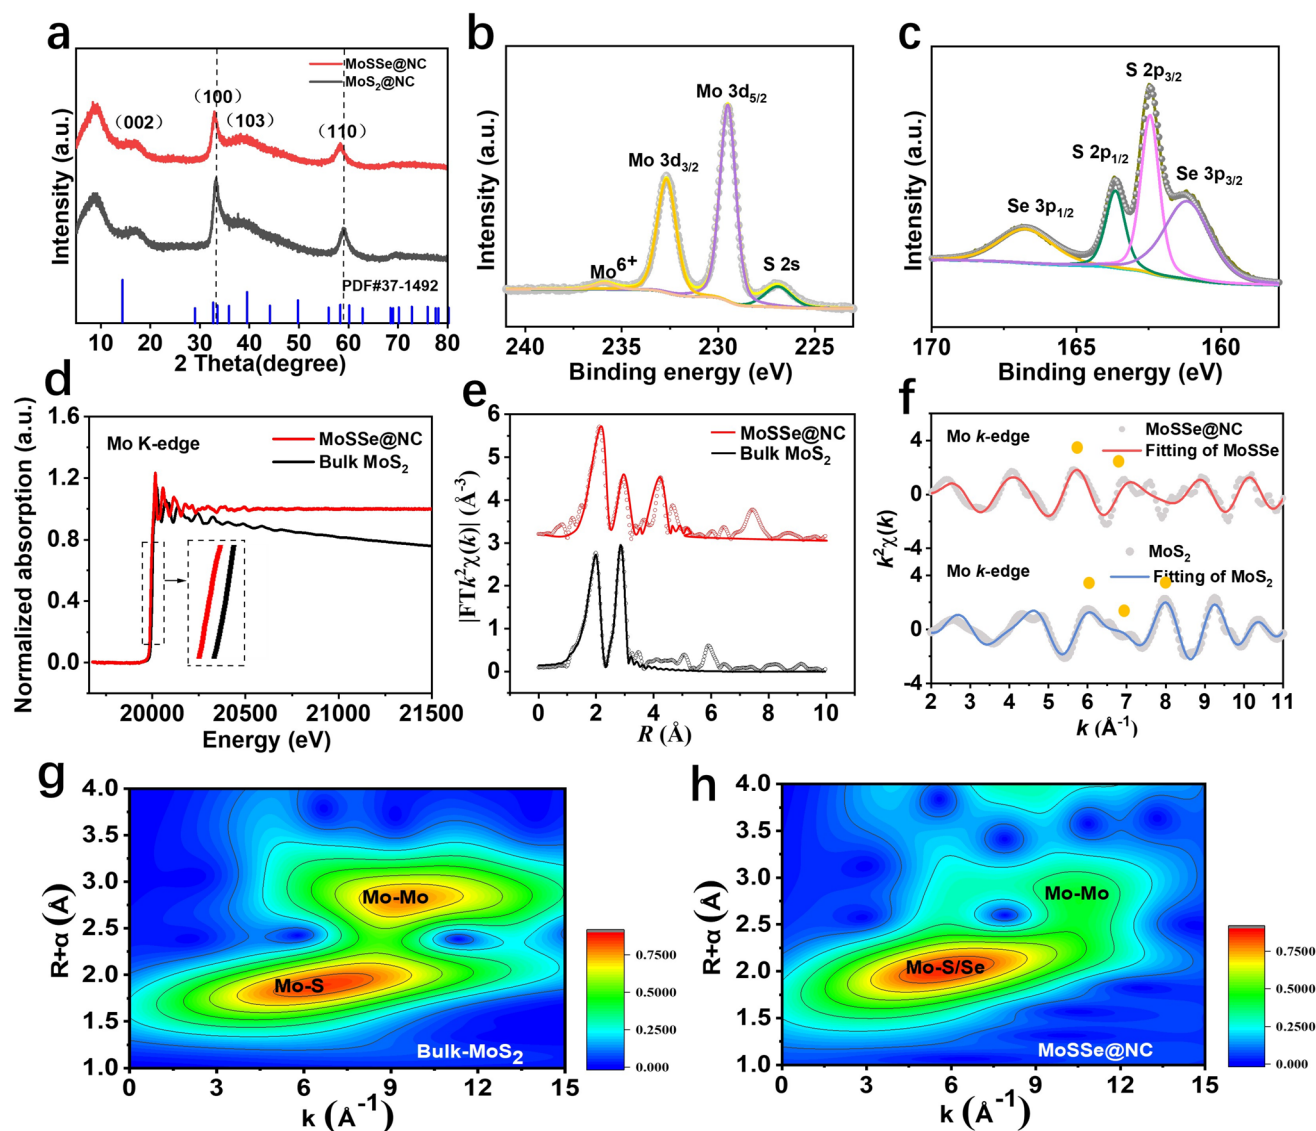 a
Intensity (a.u.)
MoSSe@NC
MoS2@NC
(002)
(100)
(103)
(110)
PDF#37-1492
10 20 30 40 50 60 70 80
2 Theta(degree)
b
Intensity (a.u.)
Mo 3d5/2
Mo 3d3/2
Mo6+
S 2s
240 235 230 225
Binding energy (eV)
c
Intensity (a.u.)
S 2p3/2
S 2p1/2
Se 3p3/2
Se 3p1/2
170 165 160
Binding energy (eV)
d
Normalized absorption (a.u.)
1.6
1.2
0.8
0.4
0.0
Mo K-edge
MoSSe@NC
Bulk MoS2
20000 20500 21000 21500
Energy (eV)
e
|FTk2χ(k)| (Å-3)
6
5
4
3
2
1
0
MoSSe@NC
Bulk MoS2
0 2 4 6 8 10
R (Å)
f
k2χ(k)
4
0
-4
4
0
-4
Mo k-edge
MoSSe@NC
Fitting of MoSSe
Mo k-edge
MoS2
Fitting of MoS2
2 3 4 5 6 7 8 9 10 11
k (Å-1)
g
R+α (Å)
4.0
3.5
3.0
2.5
2.0
1.5
1.0
Mo-Mo
Mo-S
Bulk-MoS2
0 3 6 9 12 15
k (Å-1)
0.7500
0.5000
0.2500
0.000
h
R+α (Å)
4.0
3.5
3.0
2.5
2.0
1.5
1.0
Mo-Mo
Mo-S/Se
MoSSe@NC
0 3 6 9 12 15
k (Å-1)
0.7500
0.5000
0.2500
0.000